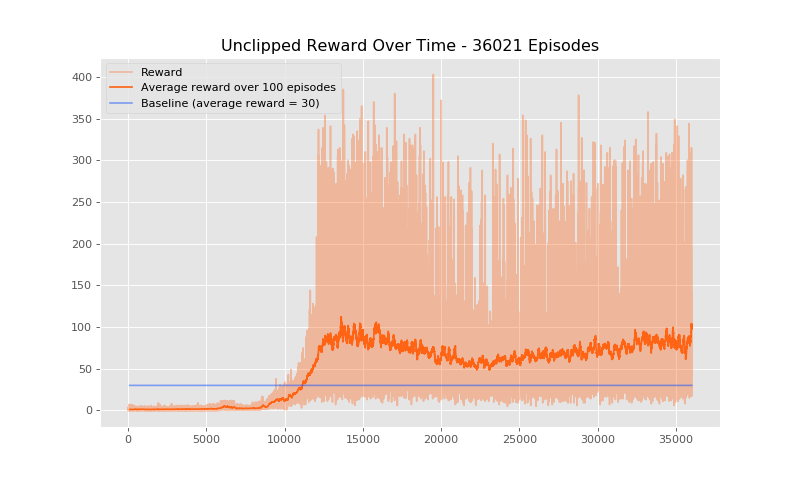 Unclipped Reward Over Time - 36021 Episodes
Reward
Average reward over 100 episodes
Baseline (average reward = 30)
400
350
300
250
200
150
100
50
0
0 5000 10000 15000 20000 25000 30000 35000